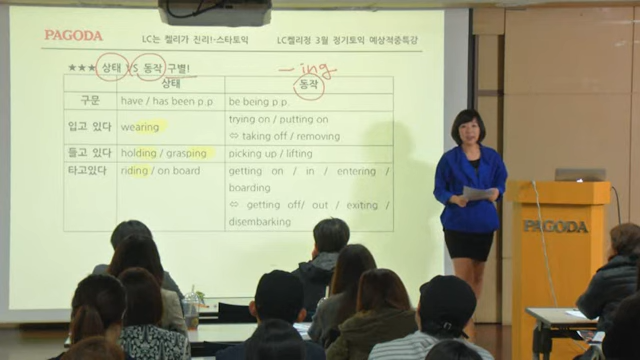 PAGODA LC는 켈리가 진리!-스타토익 LC켈리정 3월 정기토익 예상적중특강
★★★ 상태 VS 동작 구별! ing
상태 동작
구문 have / has been p.p be being p.p.
입고 있다 wearing trying on / putting on
⇔ taking off / removing
들고 있다 holding / grasping picking up / lifting
타고있다 riding / on board getting on / in / entering /
boarding
⇔ getting off/ out / exiting /
disembarking
PAGODA